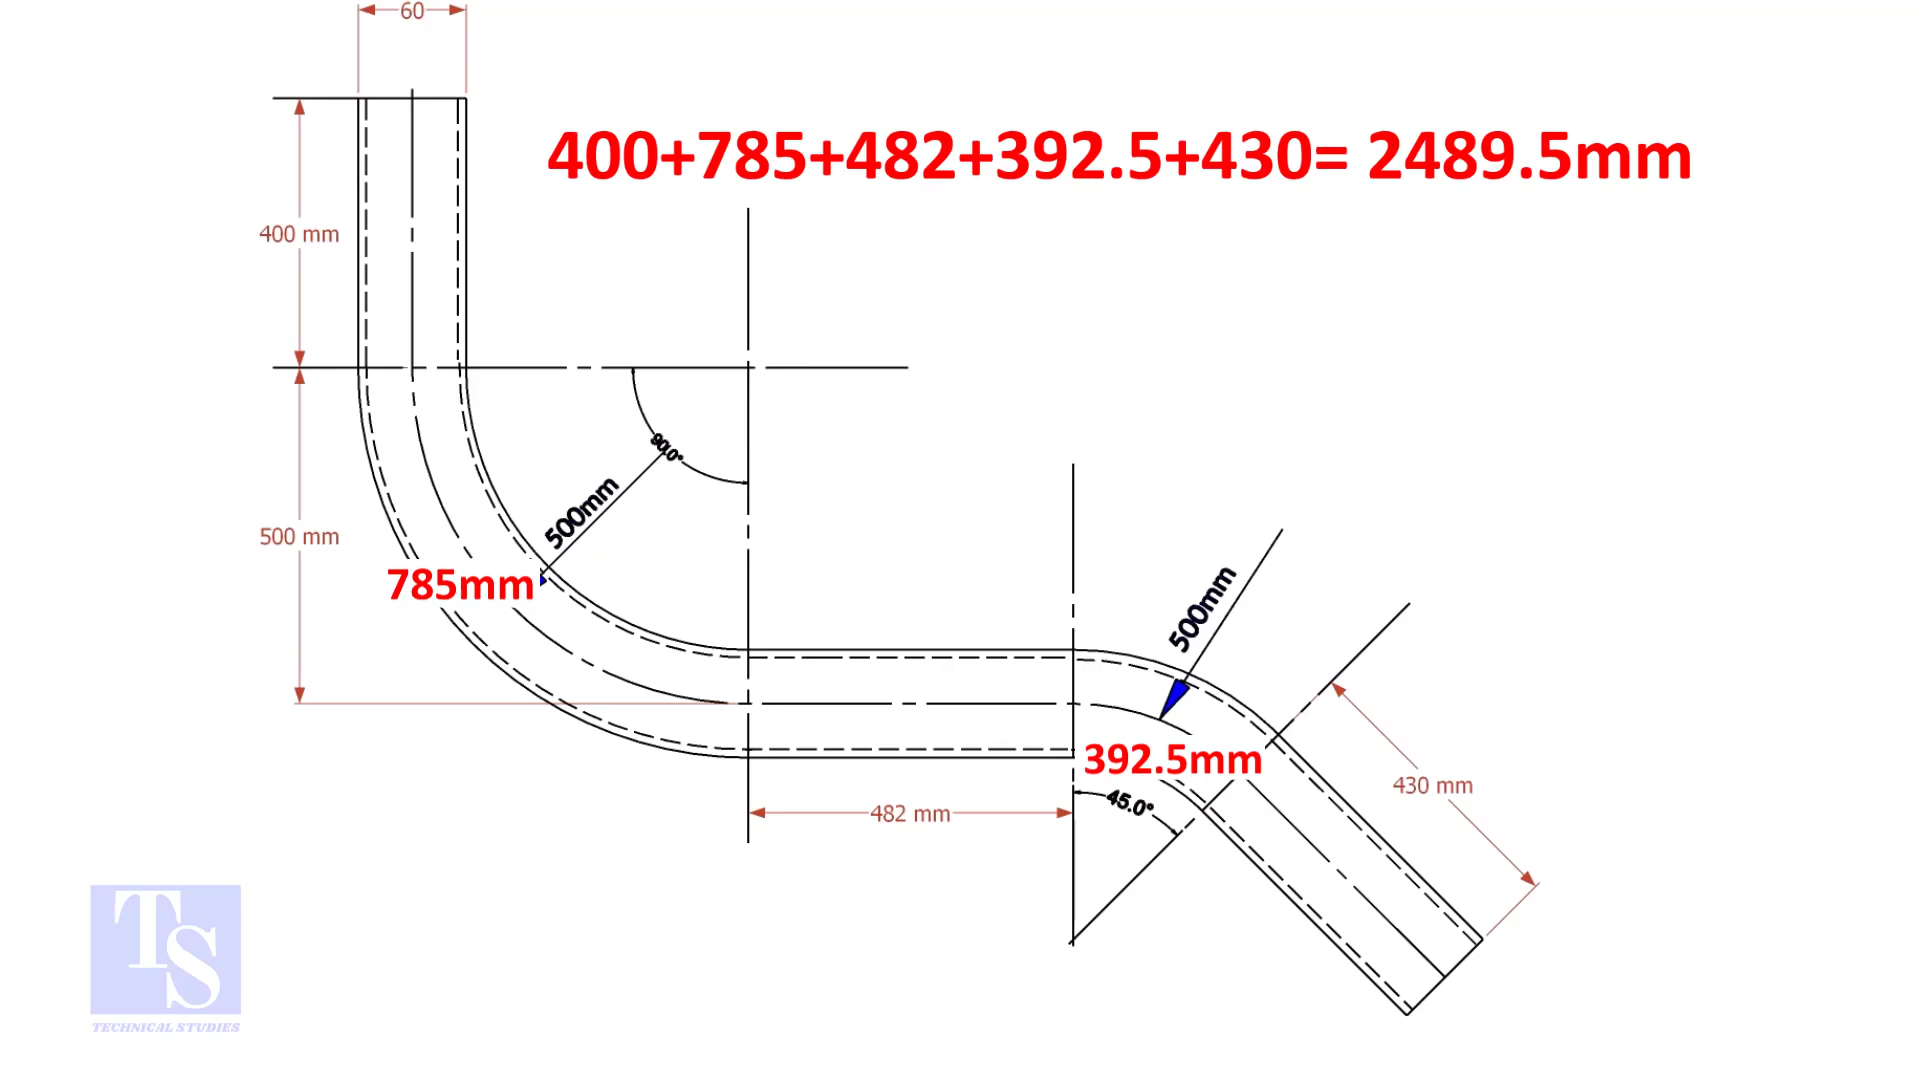 60
400+785+482+392.5+430= 2489.5mm
400 mm
90.0°
500mm
500 mm
785mm
500mm
392.5mm
430 mm
45.0°
482 mm
TS
TECHNICAL STUDIES